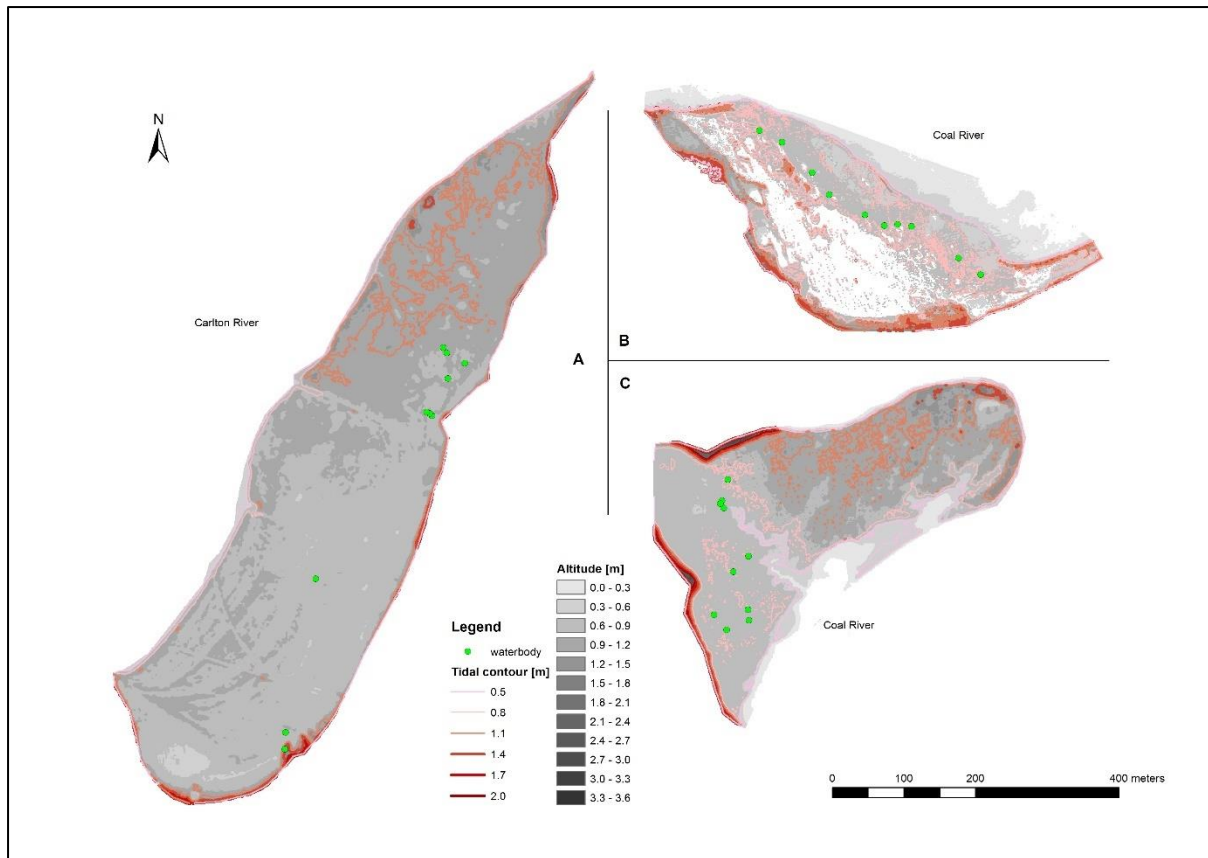 N
Coal River
Carlton River
A
B
C
Coal River
Legend
waterbody
Tidal contour [m]
0.5
0.8
1.1
1.4
1.7
2.0
Altitude [m]
0.0 - 0.3
0.3 - 0.6
0.6 - 0.9
0.9 - 1.2
1.2 - 1.5
1.5 - 1.8
1.8 - 2.1
2.1 - 2.4
2.4 - 2.7
2.7 - 3.0
3.0 - 3.3
3.3 - 3.6
0 100 200 400 meters